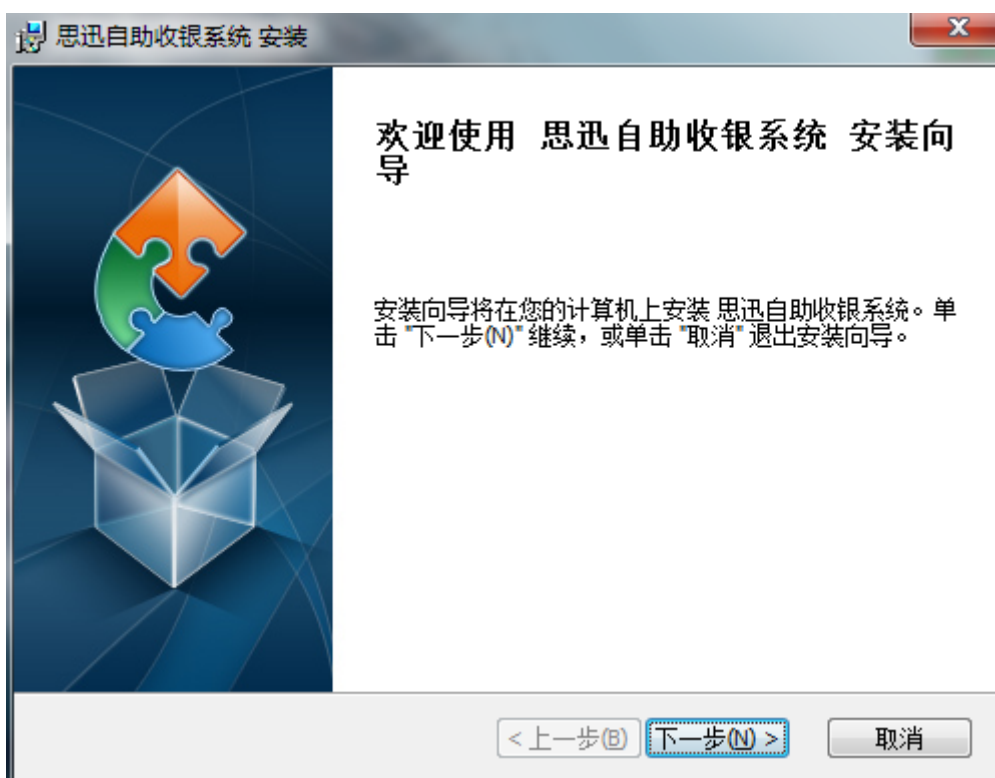 思迅自助收银系统 安装
欢迎使用 思迅自助收银系统 安装向
导
安装向导将在您的计算机上安装 思迅自助收银系统。单
击 "下一步(N)" 继续，或单击 "取消" 退出安装向导。
< 上一步(B) 下一步(N) > 取消